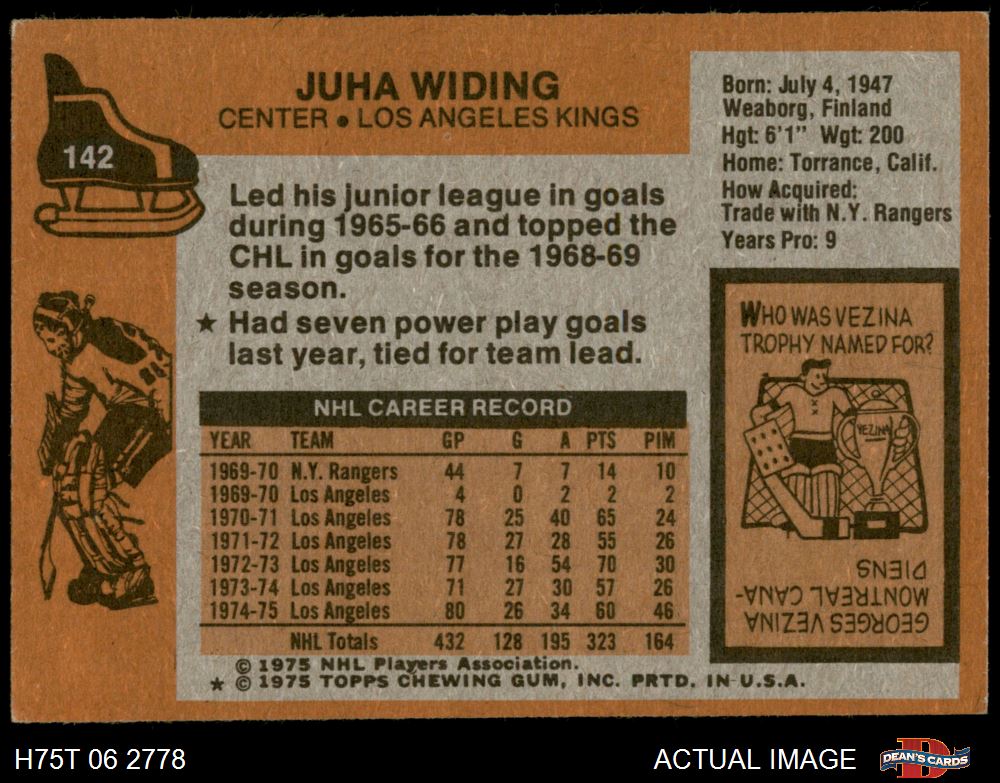 142
JUHA WIDING
CENTER • LOS ANGELES KINGS
Born: July 4, 1947
Weaborg, Finland
Hgt: 6'1" Wgt: 200
Home: Torrance, Calif.
How Acquired:
Trade with N.Y. Rangers
Years Pro: 9
Led his junior league in goals
during 1965-66 and topped the
CHL in goals for the 1968-69
season.
★ Had seven power play goals
last year, tied for team lead.
NHL CAREER RECORD
YEAR TEAM GP G A PTS PIM
1969-70 N.Y. Rangers 44 7 7 14 10
1969-70 Los Angeles 4 0 2 2 2
1970-71 Los Angeles 78 25 40 65 24
1971-72 Los Angeles 78 27 28 55 26
1972-73 Los Angeles 77 16 54 70 30
1973-74 Los Angeles 71 27 30 57 26
1974-75 Los Angeles 80 26 34 60 46
NHL Totals 432 128 195 323 164
© 1975 NHL Players Association.
★ © 1975 TOPPS CHEWING GUM, INC. PRTD. IN U.S.A.
WHO WAS VEZINA
TROPHY NAMED FOR?
VEZINA
GEORGES VEZINA
MONTREAL CANA-
DIENS
H75T 06 2778
ACTUAL IMAGE
D
DEAN'S CARDS